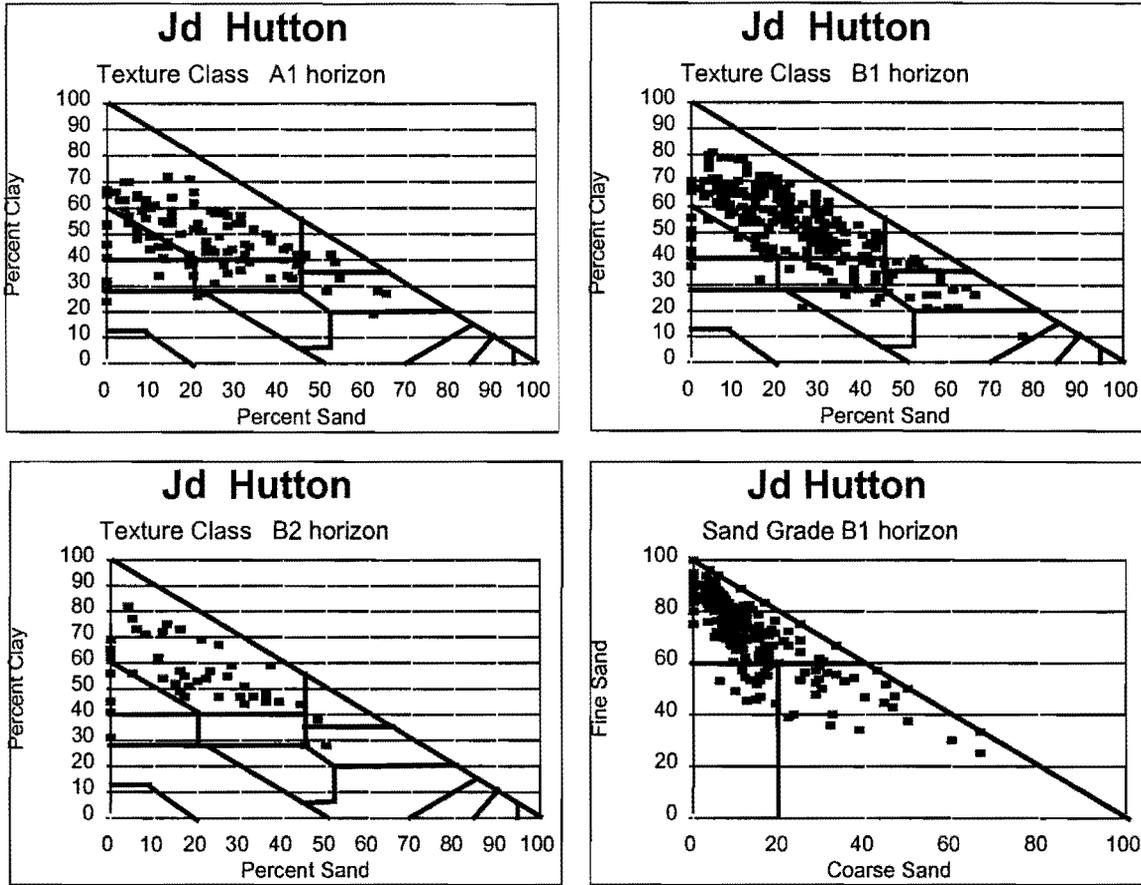 Jd Hutton
Texture Class A1 horizon
Percent Clay
100
90
80
70
60
50
40
30
20
10
0
0 10 20 30 40 50 60 70 80 90 100
Percent Sand
Jd Hutton
Texture Class B1 horizon
Percent Clay
100
90
80
70
60
50
40
30
20
10
0
0 10 20 30 40 50 60 70 80 90 100
Percent Sand
Jd Hutton
Texture Class B2 horizon
Percent Clay
100
90
80
70
60
50
40
30
20
10
0
0 10 20 30 40 50 60 70 80 90 100
Percent Sand
Jd Hutton
Sand Grade B1 horizon
Fine Sand
100
80
60
40
20
0
0 20 40 60 80 100
Coarse Sand